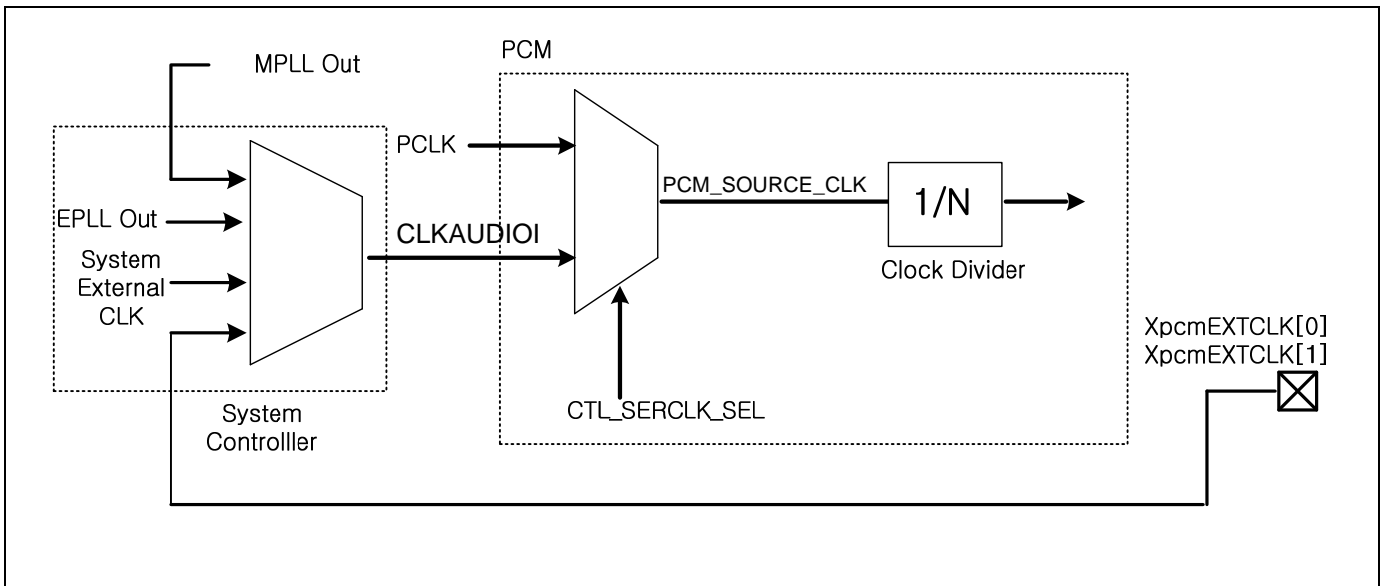 MPLL Out
PCM
PCLK
EPLL Out
System
External
CLK
CLKAUDIOI
PCM_SOURCE_CLK
1/N
Clock Divider
CTL_SERCLK_SEL
System
Controlller
XpcmEXTCLK[0]
XpcmEXTCLK[1]